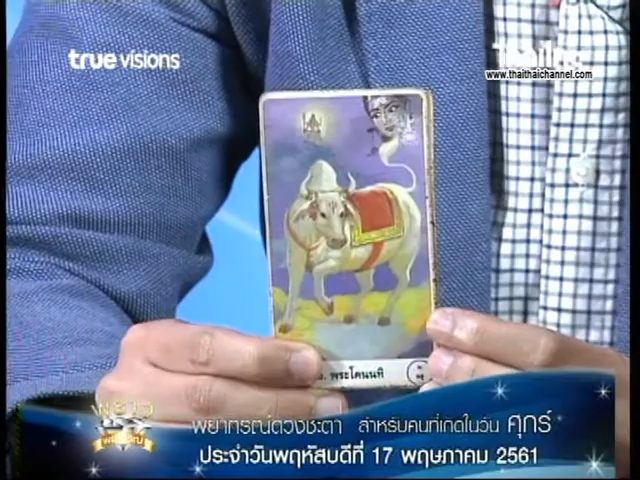 true visions
www.thaithaichannel.com
พระโคนนทิ
พยากรณ์ดวงชะตา สำหรับคนที่เกิดในวัน ศุกร์
ประจำวันพฤหัสบดีที่ 17 พฤษภาคม 2561